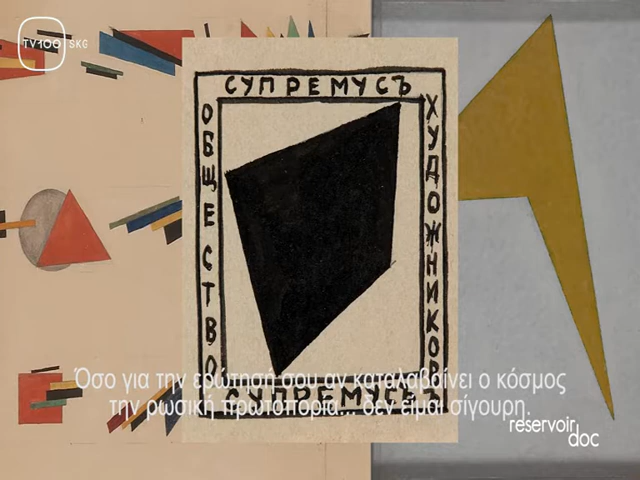 TV100 SKG
СУПРЕМУСЪ
ОБЩЕСТВО
ХУДОЖНИКОВ
СУПРЕМУСЪ
Όσο για την ερώτησή σου αν καταλαβαίνει ο κόσμος
την ρωσική πρωτοπορία... δεν είμαι σίγουρη.
reservoir
doc